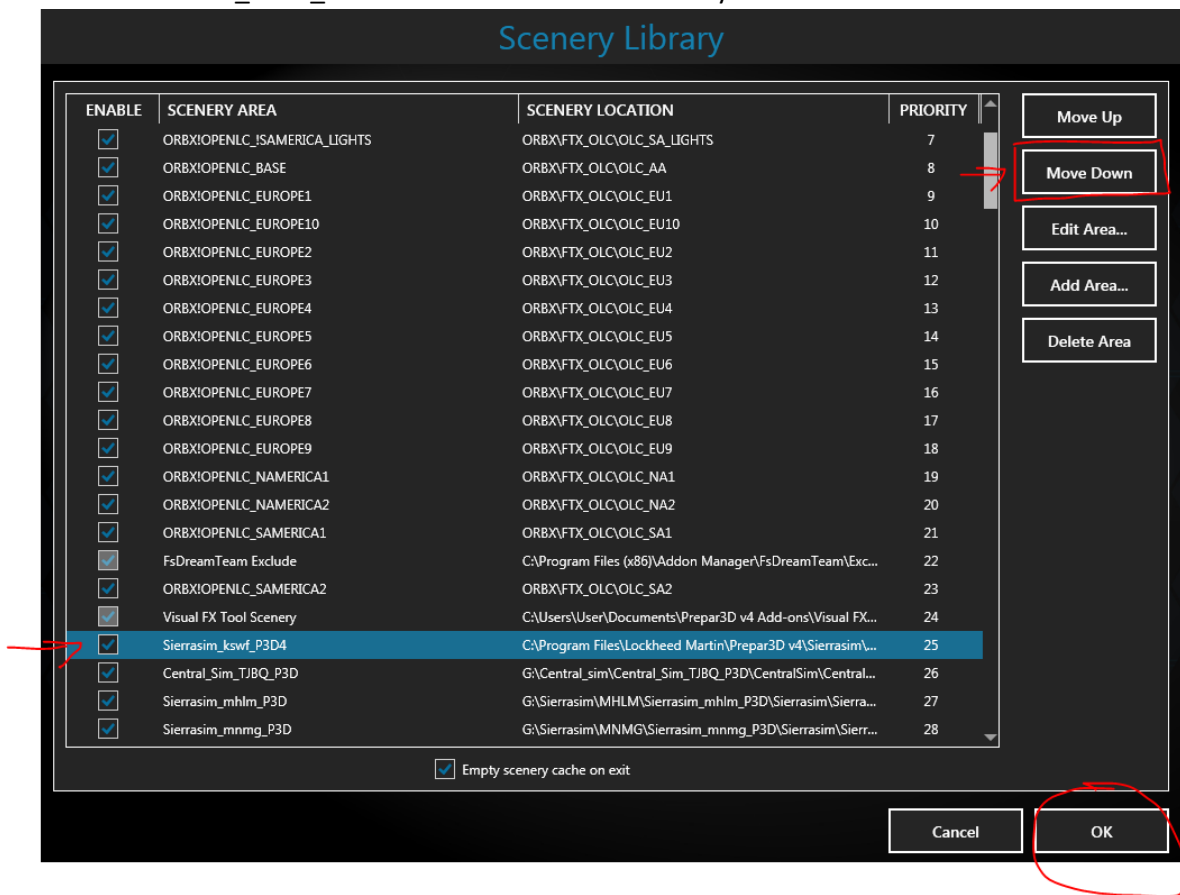 Scenery Library
ENABLE SCENERY AREA SCENERY LOCATION PRIORITY
ORBX!OPENLC_!SAMERICA_LIGHTS ORBX\FTX_OLC\OLC_SA_LIGHTS 7
ORBX!OPENLC_BASE ORBX\FTX_OLC\OLC_AA 8
ORBX!OPENLC_EUROPE1 ORBX\FTX_OLC\OLC_EU1 9
ORBX!OPENLC_EUROPE10 ORBX\FTX_OLC\OLC_EU10 10
ORBX!OPENLC_EUROPE2 ORBX\FTX_OLC\OLC_EU2 11
ORBX!OPENLC_EUROPE3 ORBX\FTX_OLC\OLC_EU3 12
ORBX!OPENLC_EUROPE4 ORBX\FTX_OLC\OLC_EU4 13
ORBX!OPENLC_EUROPE5 ORBX\FTX_OLC\OLC_EU5 14
ORBX!OPENLC_EUROPE6 ORBX\FTX_OLC\OLC_EU6 15
ORBX!OPENLC_EUROPE7 ORBX\FTX_OLC\OLC_EU7 16
ORBX!OPENLC_EUROPE8 ORBX\FTX_OLC\OLC_EU8 17
ORBX!OPENLC_EUROPE9 ORBX\FTX_OLC\OLC_EU9 18
ORBX!OPENLC_NAMERICA1 ORBX\FTX_OLC\OLC_NA1 19
ORBX!OPENLC_NAMERICA2 ORBX\FTX_OLC\OLC_NA2 20
ORBX!OPENLC_SAMERICA1 ORBX\FTX_OLC\OLC_SA1 21
FsDreamTeam Exclude C:\Program Files (x86)\Addon Manager\FsDreamTeam\Exc... 22
ORBX!OPENLC_SAMERICA2 ORBX\FTX_OLC\OLC_SA2 23
Visual FX Tool Scenery C:\Users\User\Documents\Prepar3D v4 Add-ons\Visual FX... 24
Sierrasim_kswf_P3D4 C:\Program Files\Lockheed Martin\Prepar3D v4\Sierrasim\... 25
Central_Sim_TJBQ_P3D G:\Central_sim\Central_Sim_TJBQ_P3D\CentralSim\Central... 26
Sierrasim_mhlm_P3D G:\Sierrasim\MHLM\Sierrasim_mhlm_P3D\Sierrasim\Sierra... 27
Sierrasim_mnmg_P3D G:\Sierrasim\MNMG\Sierrasim_mnmg_P3D\Sierrasim\Sierr... 28
Move Up
Move Down
Edit Area...
Add Area...
Delete Area
Empty scenery cache on exit
Cancel OK